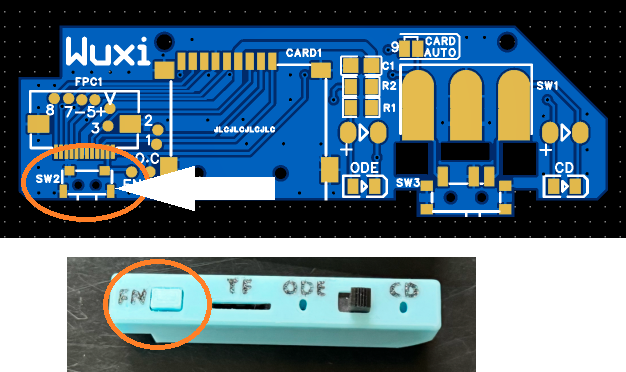 Wuxi
CARD1
9 CARD
AUTO
FPC1
C1
SW1
V
8 7-5+
R2
3
2
R1
1
JLCJLCJLCJLC
O.C
+
+
ODE
CD
SW2
SW3
FN TF ODE CD